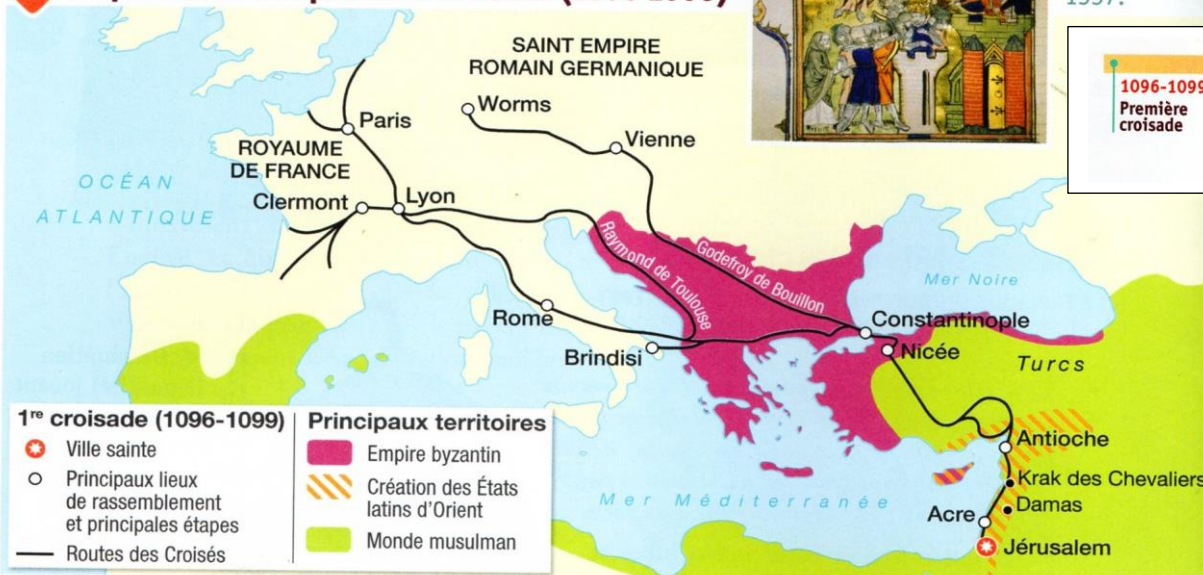 1337.
1096-1099
Première
croisade
SAINT EMPIRE
ROMAIN GERMANIQUE
Worms
Paris
Vienne
ROYAUME
DE FRANCE
OCÉAN
ATLANTIQUE
Clermont
Lyon
Raymond de Toulouse
Godefroy de Bouillon
Mer Noire
Rome
Constantinople
Brindisi
Nicée
Turcs
Antioche
Krak des Chevaliers
Damas
Mer Méditerranée
Acre
Jérusalem
1re croisade (1096-1099)
Ville sainte
Principaux lieux
de rassemblement
et principales étapes
Routes des Croisés
Principaux territoires
Empire byzantin
Création des États
latins d'Orient
Monde musulman